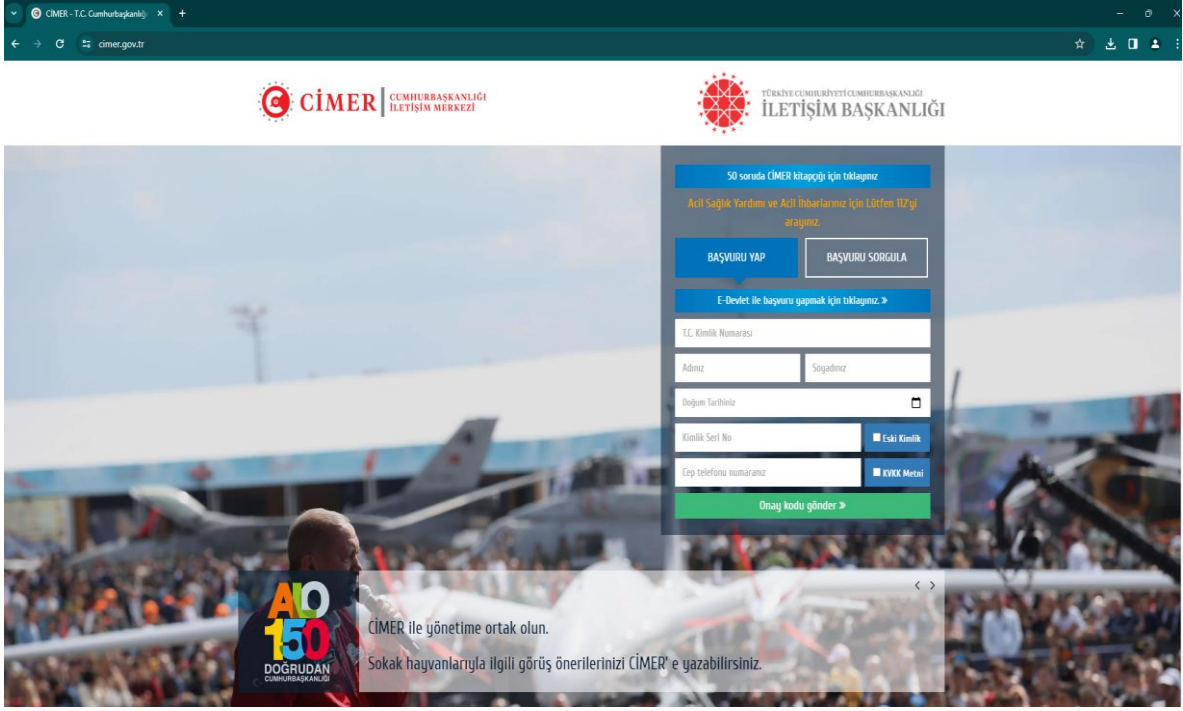 CİMER - T.C. Cumhurbaşkanlığı
cimer.gov.tr
CİMER CUMHURBAŞKANLIĞI
İLETİŞİM MERKEZİ
TÜRKİYE CUMHURİYETİ CUMHURBAŞKANLIĞI
İLETİŞİM BAŞKANLIĞI
50 soruda CİMER kitapçığı için tıklayınız
Acil Sağlık Yardımı ve Acil İhbarlarınız için Lütfen 112'yi
arayınız.
BAŞVURU YAP BAŞVURU SORGULA
E-Devlet ile başvuru yapmak için tıklayınız. »
T.C. Kimlik Numarası
Adınız Soyadınız
Doğum Tarihiniz
Kimlik Seri No Eski Kimlik
Cep telefonu numaranız KVKK Metni
Onay kodu gönder »
ALO
150
DOĞRUDAN
CUMHURBAŞKANLIĞI
CİMER ile yönetime ortak olun.
Sokak hayvanlarıyla ilgili görüş önerilerinizi CİMER' e yazabilirsiniz.